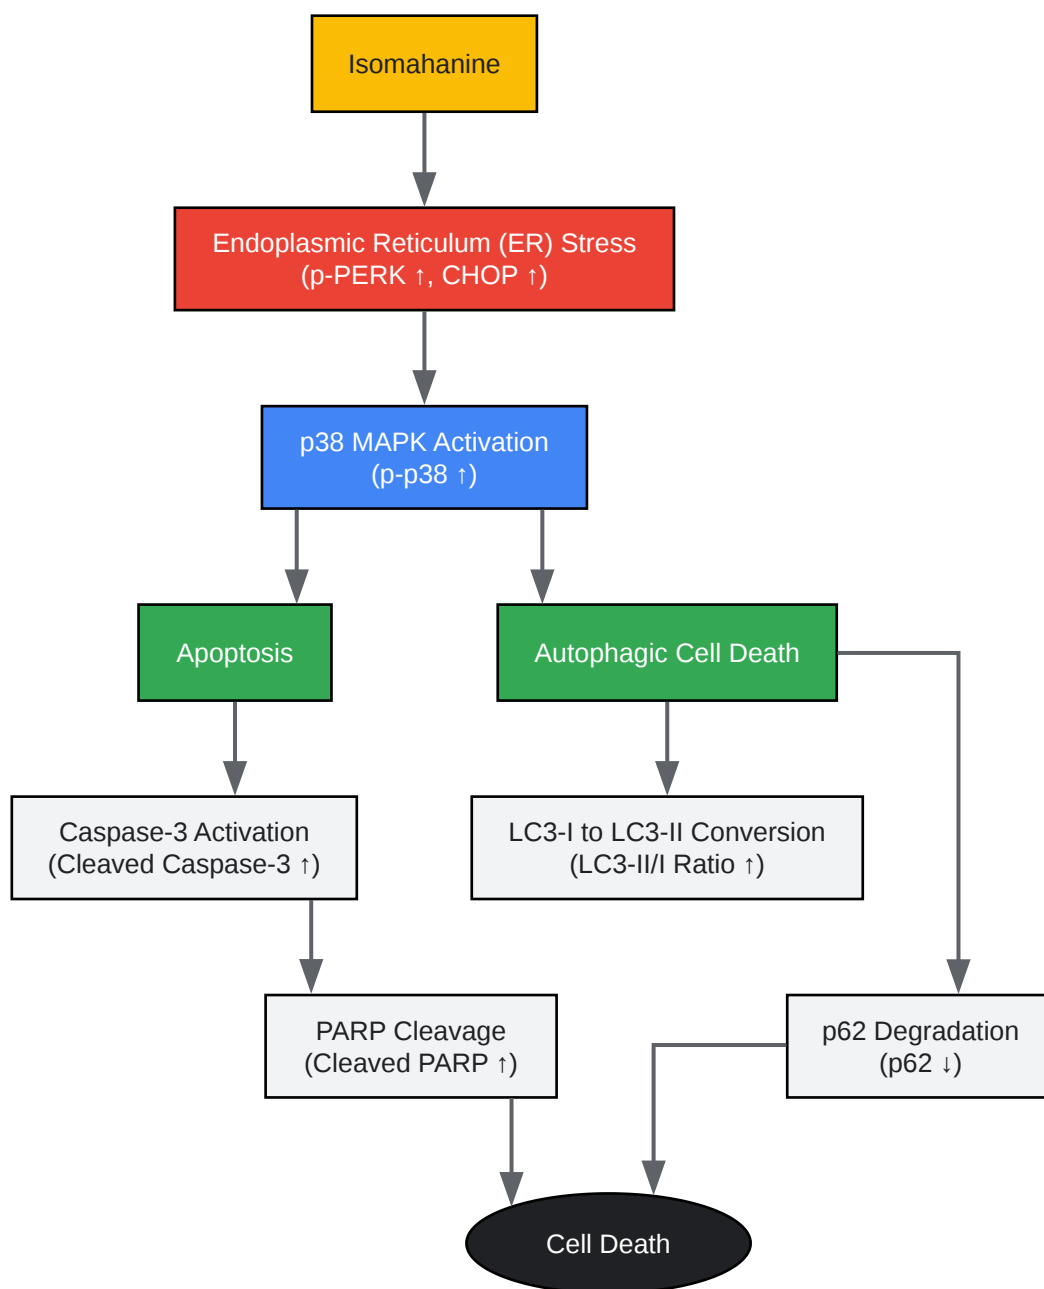 Isomahanine
Endoplasmic Reticulum (ER) Stress
(p-PERK ↑, CHOP ↑)
p38 MAPK Activation
(p-p38 ↑)
Apoptosis
Autophagic Cell Death
Caspase-3 Activation
(Cleaved Caspase-3 ↑)
LC3-I to LC3-II Conversion
(LC3-II/I Ratio ↑)
PARP Cleavage
(Cleaved PARP ↑)
p62 Degradation
(p62 ↓)
Cell Death